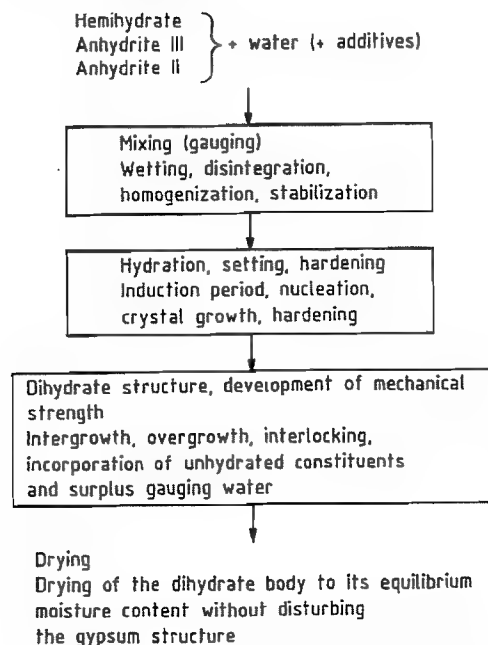 Hemihydrate
Anhydrite III
Anhydrite Ii
+ water (+ additives)
Mixing (gauging)
Wetting, disintegration,
homogenization, stabilization
Hydration, setting, hardening
Induction period, nucleation,
crystal growth, hardening
Dihydrate structure, development of mechanical
strength
Intergrowth, overgrowth, interlocking,
incorporation of unhydrated constituents
and surplus gauging water
Drying
Drying of the dihydrate body to its equilibrium
moisture content without disturbing
the gypsum structure